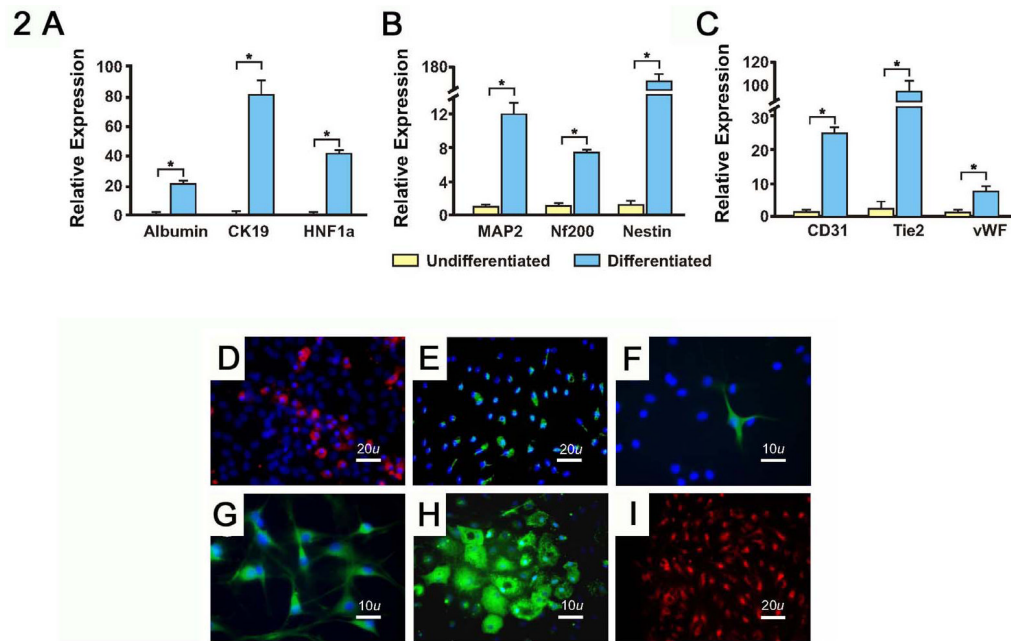 2 A
Relative Expression
100
80
60
40
20
0
*
*
*
Albumin CK19 HNF1a
B
Relative Expression
180
12
8
4
0
*
*
*
MAP2 Nf200 Nestin
C
Relative Expression
120
100
30
20
10
0
*
*
*
CD31 Tie2 vWF
Undifferentiated Differentiated
D
20u
E
20u
F
10u
G
10u
H
10u
I
20u